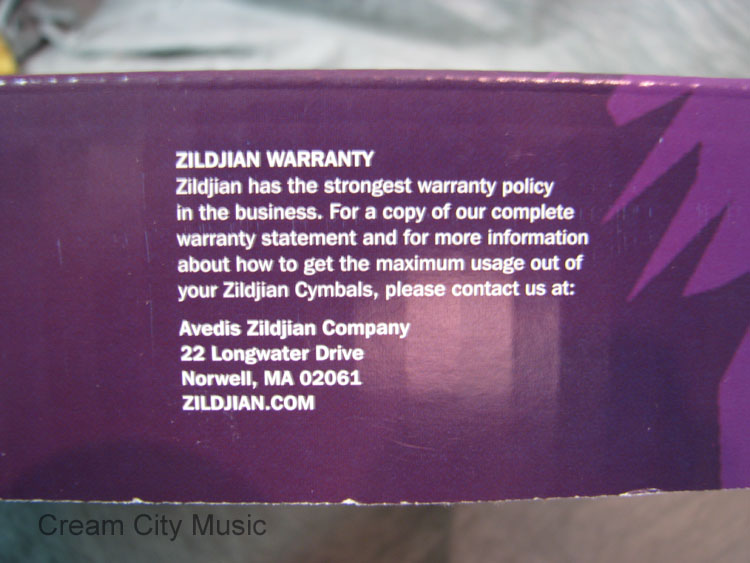 ZILDJIAN WARRANTY
Zildjian has the strongest warranty policy
in the business. For a copy of our complete
warranty statement and for more information
about how to get the maximum usage out of
your Zildjian Cymbals, please contact us at:
Avedis Zildjian Company
22 Longwater Drive
Norwell, MA 02061
ZILDJIAN.COM
Cream City Music